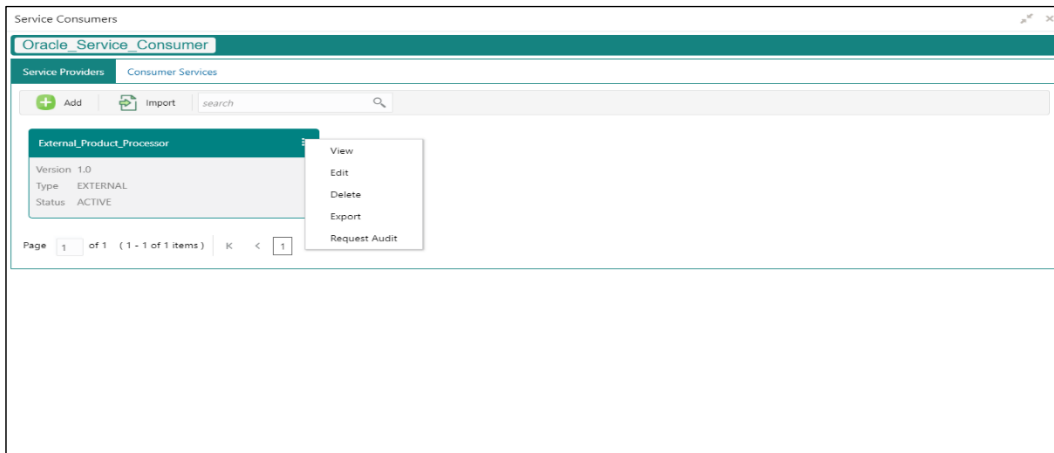 Service Consumers
Oracle_Service_Consumer
Service Providers Consumer Services
Add Import search
External_Product_Processor
Version 1.0
Type EXTERNAL
Status ACTIVE
View
Edit
Delete
Export
Request Audit
Page 1 of 1 ( 1 - 1 of 1 items ) K < 1